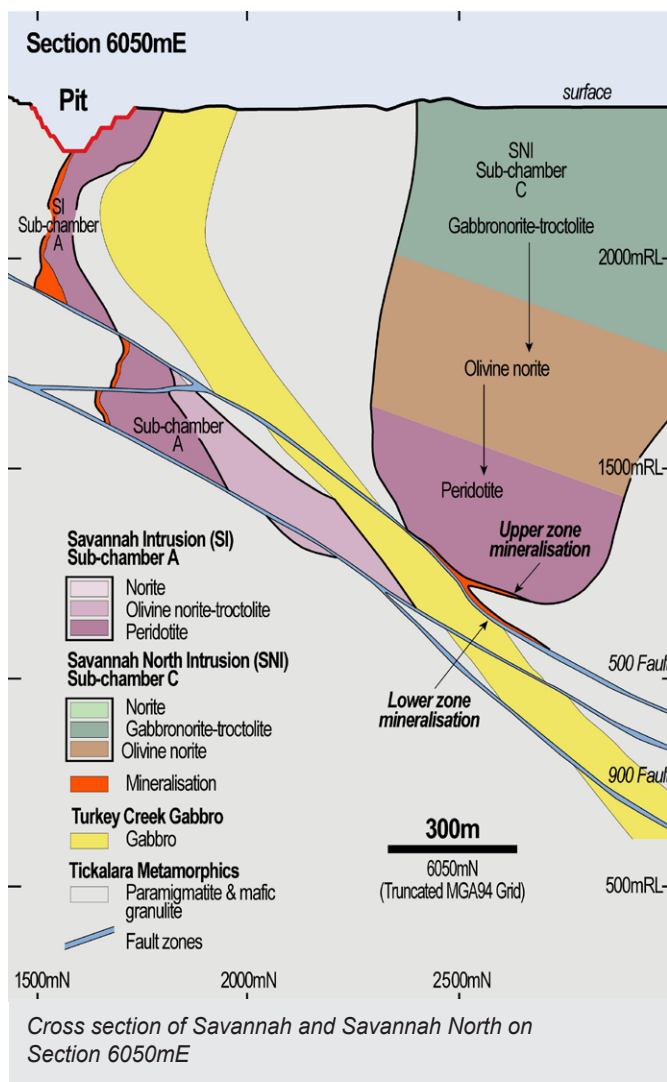 Section 6050mE
Pit
surface
SNI
Sub-chamber
C
SI
Sub-chamber
A
Gabbronorite-troctolite
2000mRL
Olivine norite
Sub-chamber
A
1500mRL
Peridotite
Upper zone
mineralisation
Savannah Intrusion (SI)
Sub-chamber A
Norite
Olivine norite-troctolite
Peridotite
Savannah North Intrusion (SNI)
Sub-chamber C
Norite
Gabbronorite-troctolite
Olivine norite
Mineralisation
Turkey Creek Gabbro
Gabbro
Tickalara Metamorphics
Paramigmatite & mafic
granulite
Fault zones
500 Fault
Lower zone
mineralisation
900 Fault
300m
6050mN
(Truncated MGA94 Grid)
500mRL
1500mN
2000mN
2500mN
Cross section of Savannah and Savannah North on
Section 6050mE